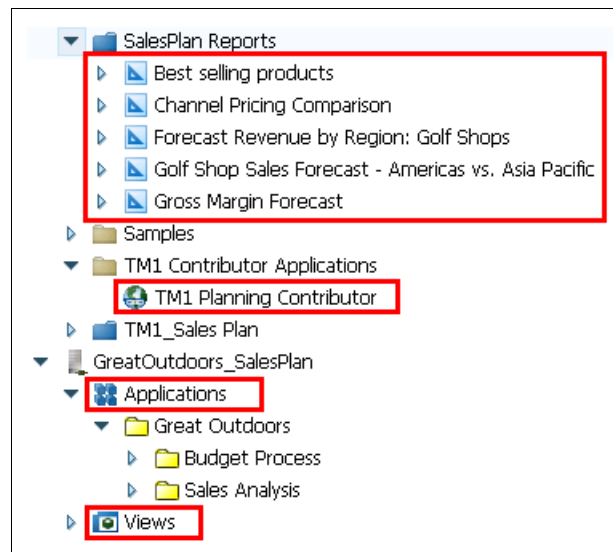 SalesPlan Reports
Best selling products
Channel Pricing Comparison
Forecast Revenue by Region: Golf Shops
Golf Shop Sales Forecast - Americas vs. Asia Pacific
Gross Margin Forecast
Samples
TM1 Contributor Applications
TM1 Planning Contributor
TM1_Sales Plan
GreatOutdoors_SalesPlan
Applications
Great Outdoors
Budget Process
Sales Analysis
Views